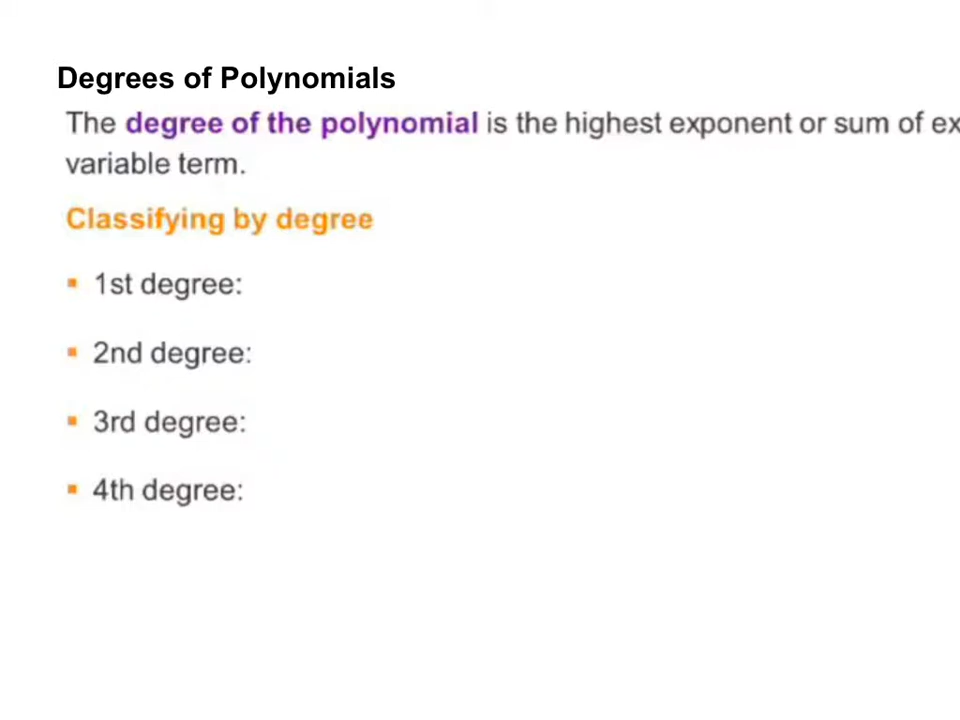 Degrees of Polynomials
The degree of the polynomial is the highest exponent or sum of ex
variable term.
Classifying by degree
▪ 1st degree:
▪ 2nd degree:
▪ 3rd degree:
▪ 4th degree: